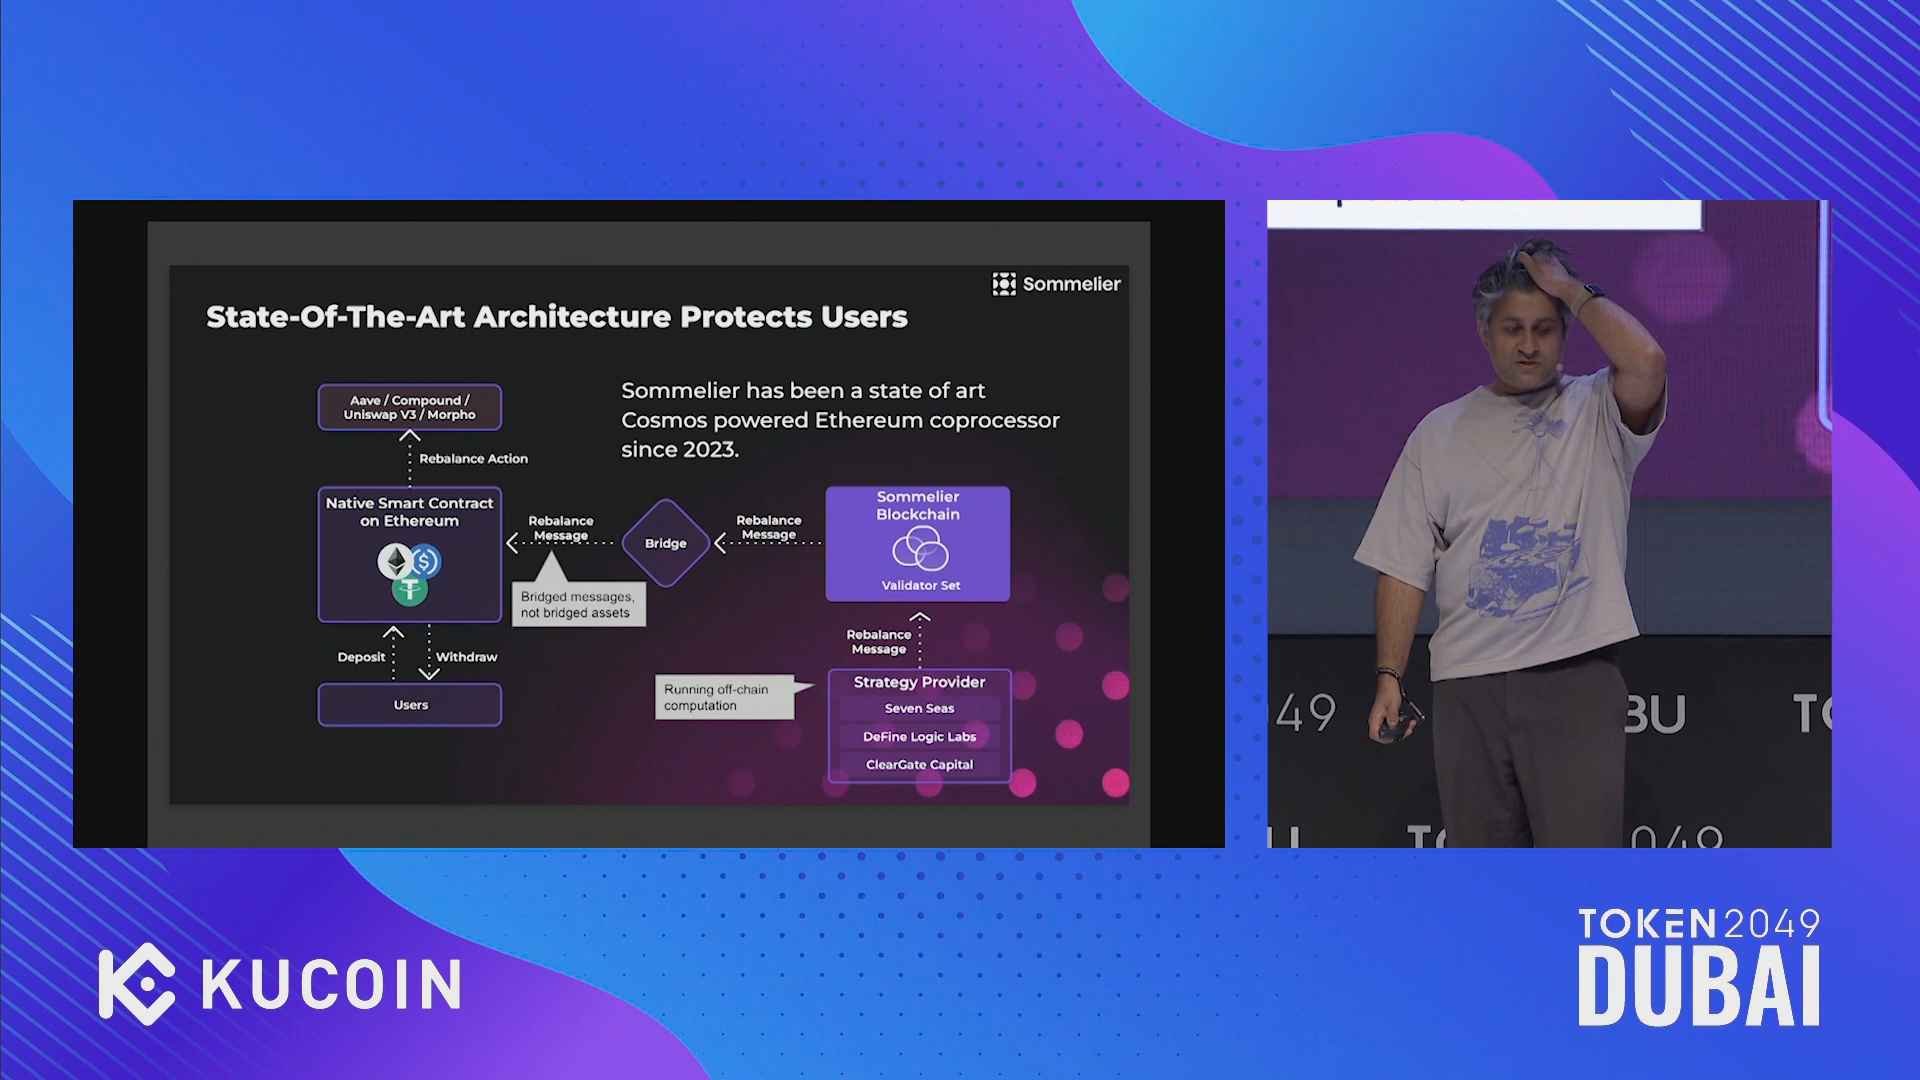 Sommelier
State-Of-The-Art Architecture Protects Users
Sommelier has been a state of art
Cosmos powered Ethereum coprocessor
since 2023.
Aave / Compound /
Uniswap V3 / Morpho
Rebalance Action
Native Smart Contract
on Ethereum
Rebalance
Message
Bridge
Rebalance
Message
Sommelier
Blockchain
Validator Set
Bridged messages,
not bridged assets
Deposit
Withdraw
Users
Rebalance
Message
Running off-chain
computation
Strategy Provider
Seven Seas
DeFine Logic Labs
ClearGate Capital
49
BU
2049
KUCOIN
TOKEN2049
DUBAI